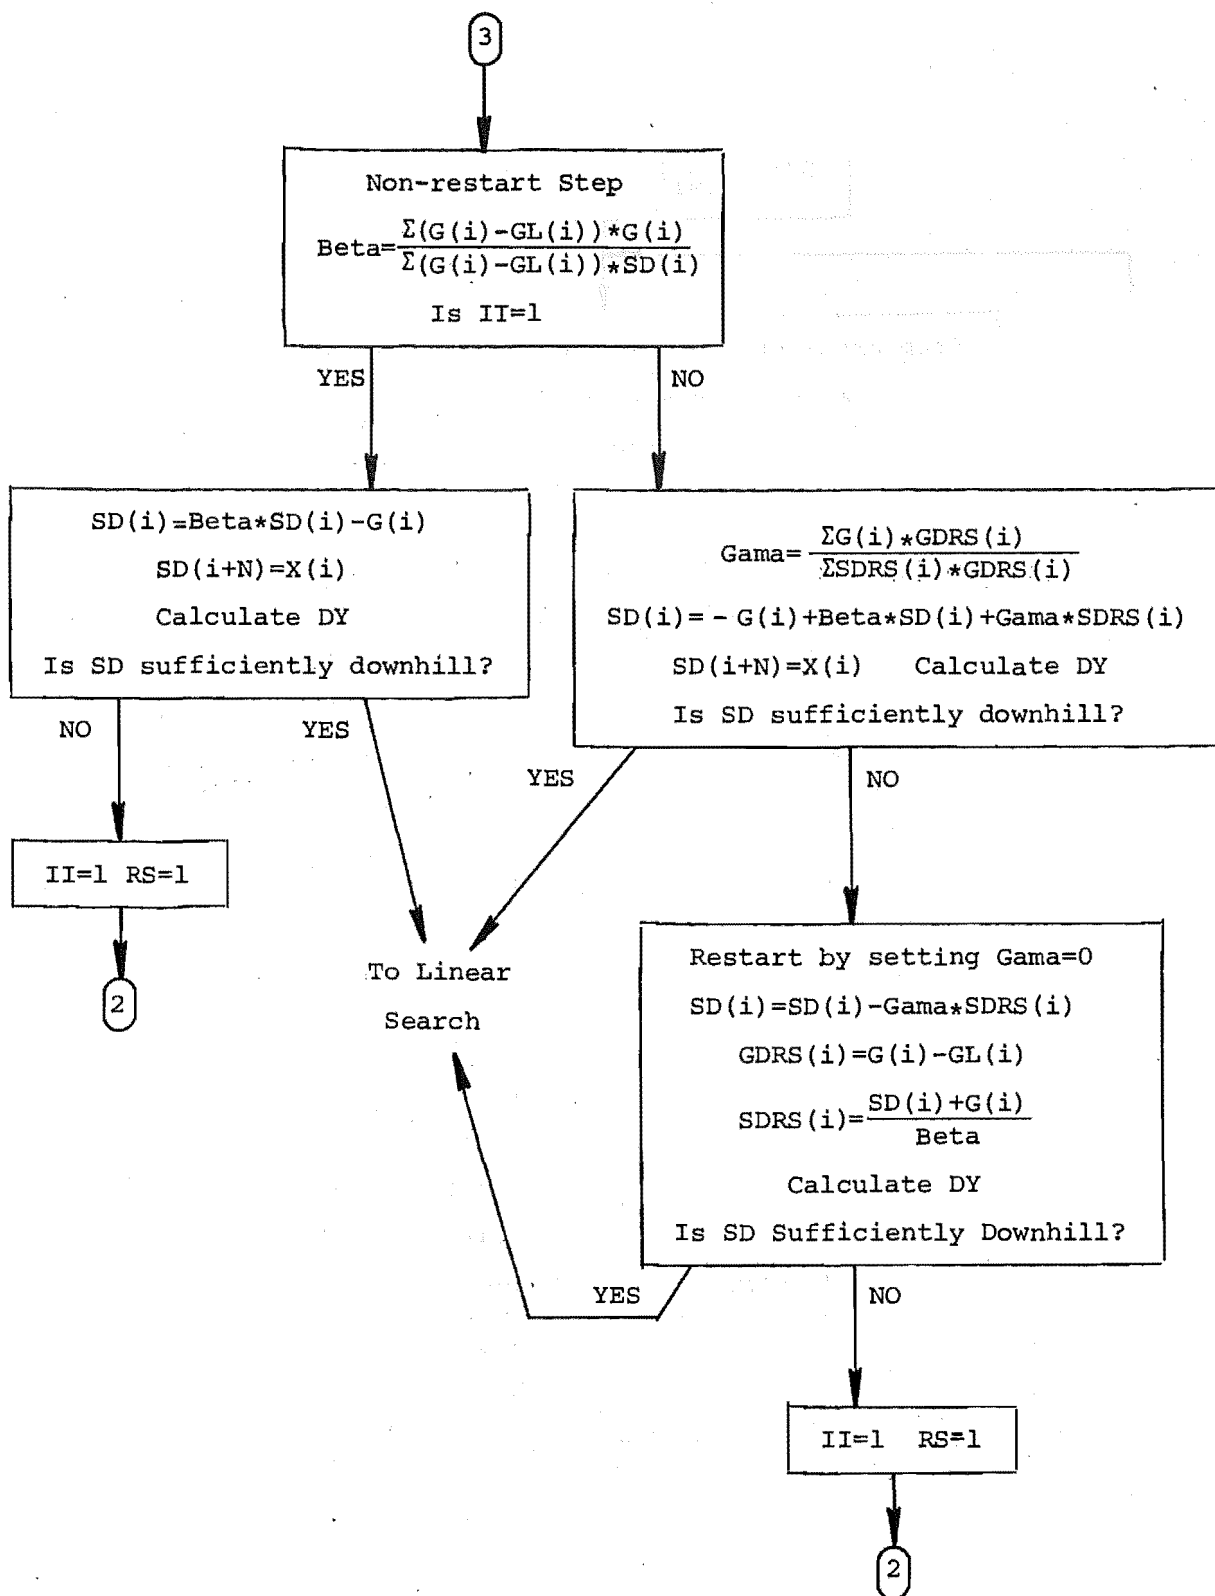 3
Non-restart Step
Beta=Σ(G(i)-GL(i))*G(i)
Σ(G(i)-GL(i))*SD(i)
Is II=1
YES
NO
SD(i)=Beta*SD(i)-G(i)
SD(i+N)=X(i)
Calculate DY
Is SD sufficiently downhill?
Gama=ΣG(i)*GDRS(i)
ΣSDRS(i)*GDRS(i)
SD(i)=-G(i)+Beta*SD(i)+Gama*SDRS(i)
SD(i+N)=X(i) Calculate DY
Is SD sufficiently downhill?
NO
YES
YES
NO
II=1 RS=1
2
To Linear
Search
Restart by setting Gama=0
SD(i)=SD(i)-Gama*SDRS(i)
GDRS(i)=G(i)-GL(i)
SDRS(i)=SD(i)+G(i)
Beta
Calculate DY
Is SD Sufficiently Downhill?
YES
NO
II=1 RS=1
2